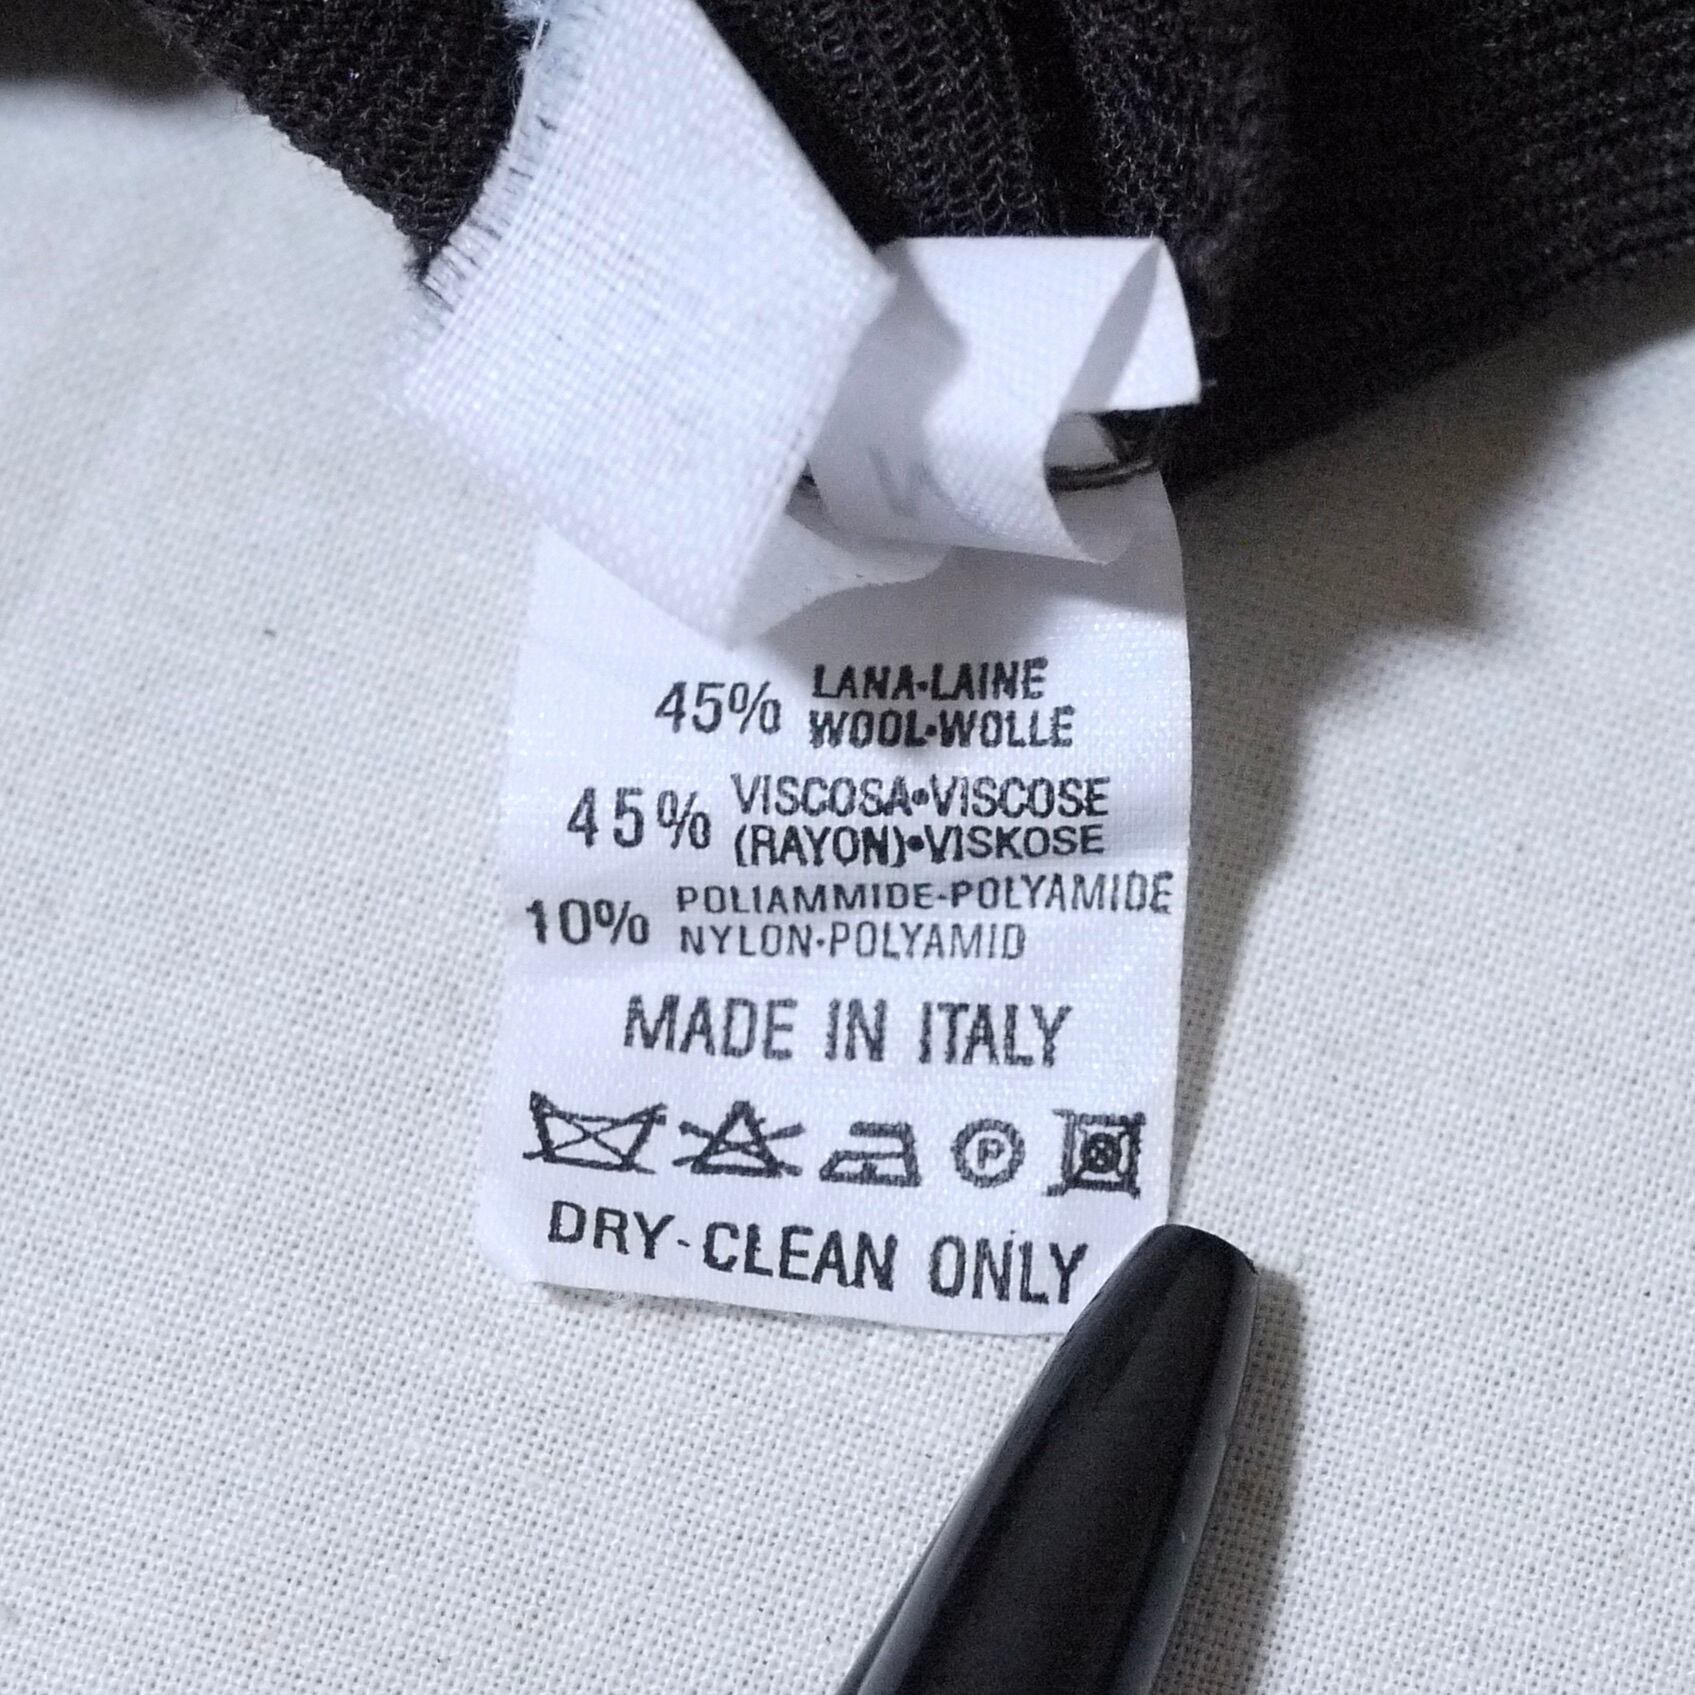 45% LANA•LAINE
WOOL•WOLLE
45% VISCOSA•VISCOSE
(RAYON)•VISKOSE
10% POLIAMMIDE-POLYAMIDE
NYLON•POLYAMID
MADE IN ITALY
P
DRY-CLEAN ONLY